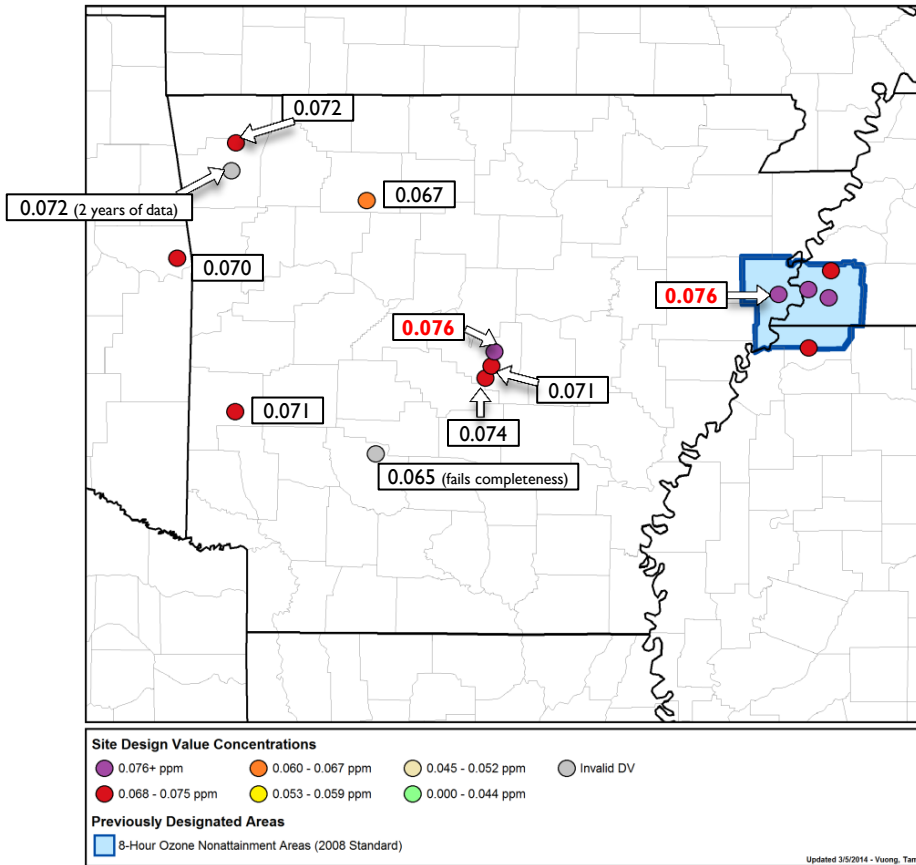 0.072
0.072 (2 years of data)
0.067
0.070
0.076
0.076
0.071
0.071
0.074
0.065 (fails completeness)
Site Design Value Concentrations
0.076+ ppm
0.060 - 0.067 ppm
0.045 - 0.052 ppm
Invalid DV
0.068 - 0.075 ppm
0.053 - 0.059 ppm
0.000 - 0.044 ppm
Previously Designated Areas
8-Hour Ozone Nonattainment Areas (2008 Standard)
Updated 3/5/2014 - Vuong, Tan